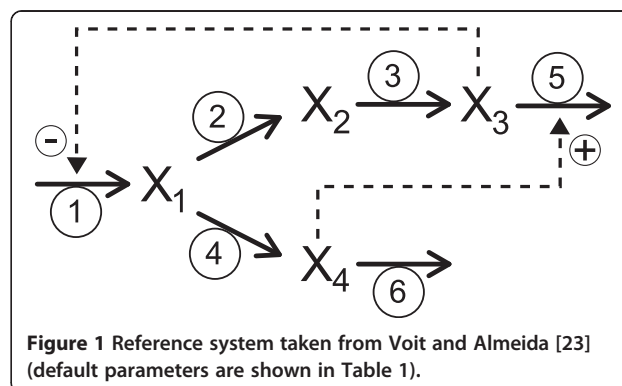 2
3
5
X₂
X₃
-
+
X₁
1
4
X₄
6
Figure 1 Reference system taken from Voit and Almeida [23]
(default parameters are shown in Table 1).